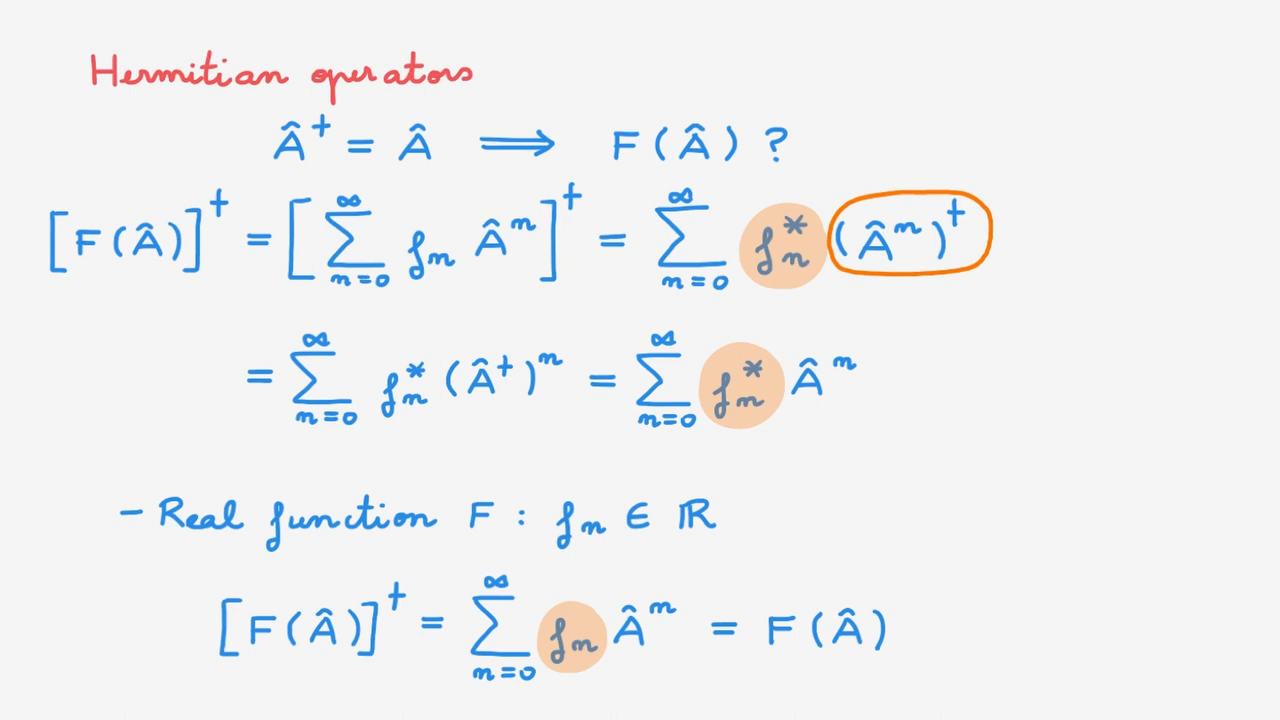 Hermitian operators
Â† = Â ⟹ F(Â) ?
[F(Â)]† = [∑_{n=0}^{∞} f_n Â^n]† = ∑_{n=0}^{∞} f_n^* (Â^n)†
= ∑_{n=0}^{∞} f_n^* (Â†)^n = ∑_{n=0}^{∞} f_n^* Â^n
- Real function F : f_n ∈ ℝ
[F(Â)]† = ∑_{n=0}^{∞} f_n Â^n = F(Â)